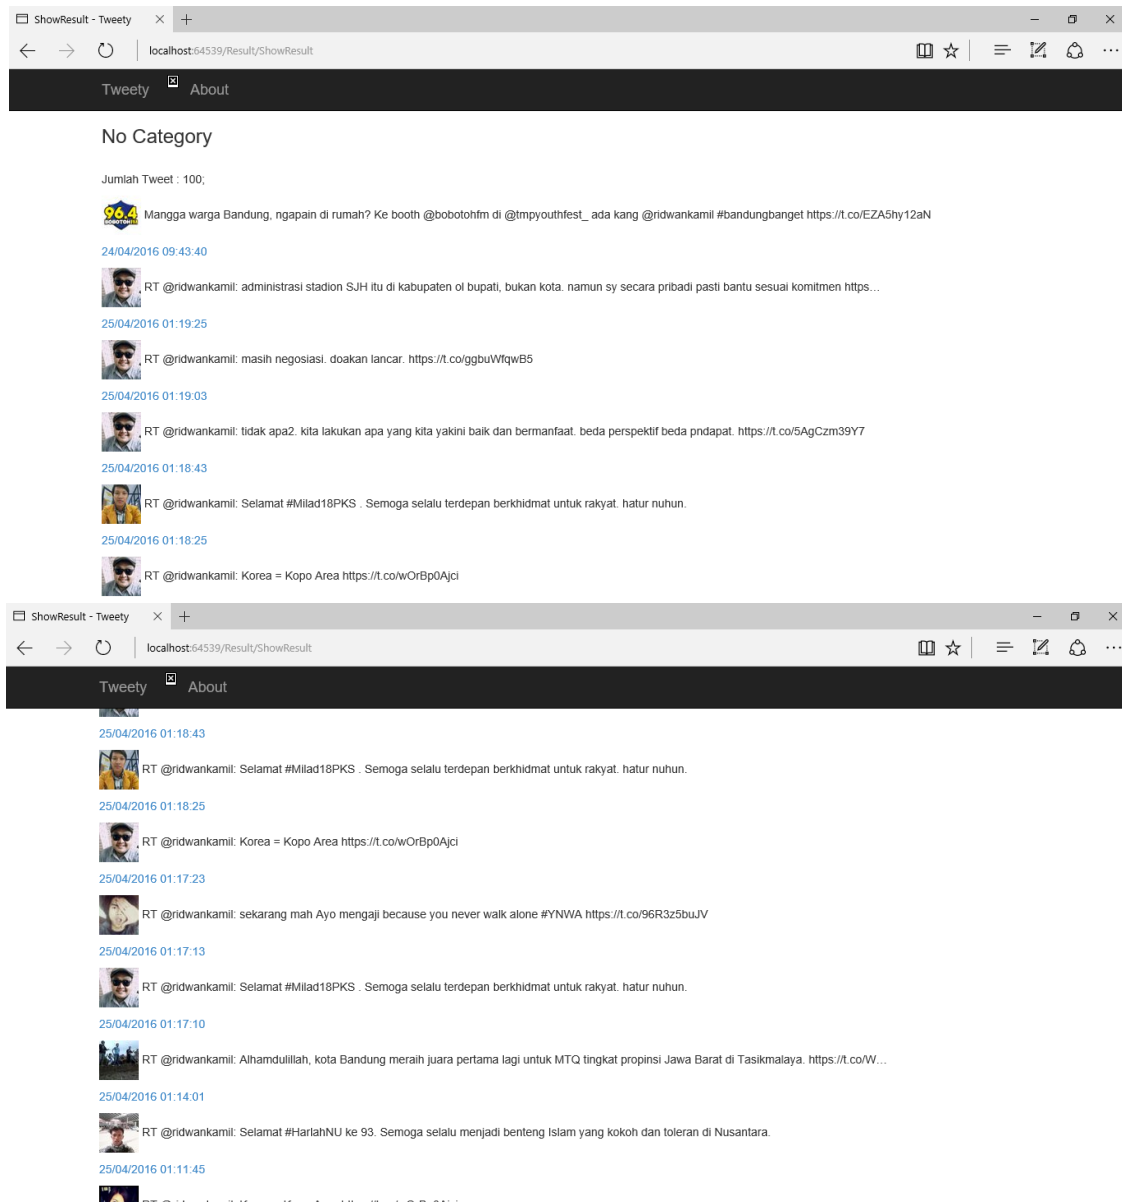 ShowResult - Tweety
localhost:64539/Result/ShowResult
Tweety About
No Category
Jumlah Tweet : 100;
96.4
BOBOTOH FM
Mangga warga Bandung, ngapain di rumah? Ke booth @bobotohfm di @tmpyouthfest_ ada kang @ridwankamil #bandungbanget https://t.co/EZA5hy12aN
24/04/2016 09:43:40
RT @ridwankamil: administrasi stadion SJH itu di kabupaten ol bupati, bukan kota. namun sy secara pribadi pasti bantu sesuai komitmen https…
25/04/2016 01:19:25
RT @ridwankamil: masih negosiasi. doakan lancar. https://t.co/ggbuWfqwB5
25/04/2016 01:19:03
RT @ridwankamil: tidak apa2. kita lakukan apa yang kita yakini baik dan bermanfaat. beda perspektif beda pndapat. https://t.co/5AgCzm39Y7
25/04/2016 01:18:43
RT @ridwankamil: Selamat #Milad18PKS . Semoga selalu terdepan berkhidmat untuk rakyat. hatur nuhun.
25/04/2016 01:18:25
RT @ridwankamil: Korea = Kopo Area https://t.co/wOrBp0Ajci
ShowResult - Tweety
localhost:64539/Result/ShowResult
Tweety About
25/04/2016 01:18:43
RT @ridwankamil: Selamat #Milad18PKS . Semoga selalu terdepan berkhidmat untuk rakyat. hatur nuhun.
25/04/2016 01:18:25
RT @ridwankamil: Korea = Kopo Area https://t.co/wOrBp0Ajci
25/04/2016 01:17:23
RT @ridwankamil: sekarang mah Ayo mengaji because you never walk alone #YNWA https://t.co/96R3z5buJV
25/04/2016 01:17:13
RT @ridwankamil: Selamat #Milad18PKS . Semoga selalu terdepan berkhidmat untuk rakyat. hatur nuhun.
25/04/2016 01:17:10
RT @ridwankamil: Alhamdulillah, kota Bandung meraih juara pertama lagi untuk MTQ tingkat propinsi Jawa Barat di Tasikmalaya. https://t.co/W…
25/04/2016 01:14:01
RT @ridwankamil: Selamat #HarlahNU ke 93. Semoga selalu menjadi benteng Islam yang kokoh dan toleran di Nusantara.
25/04/2016 01:11:45